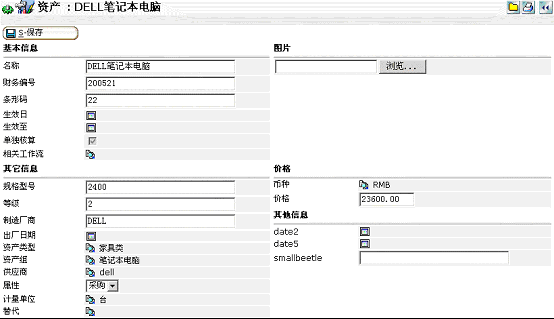 资产 : DELL笔记本电脑
S-保存
基本信息
名称 DELL笔记本电脑
财务编号 200521
条形码 22
生效日
生效至
单独核算
相关工作流
图片
浏览...
其它信息
规格型号 2400
等级 2
制造厂商 DELL
出厂日期
资产类型 家具类
资产组 笔记本电脑
供应商 dell
属性 采购
计量单位 台
替代
价格
币种 RMB
价格 23600.00
其他信息
date2
date5
smallbeetle